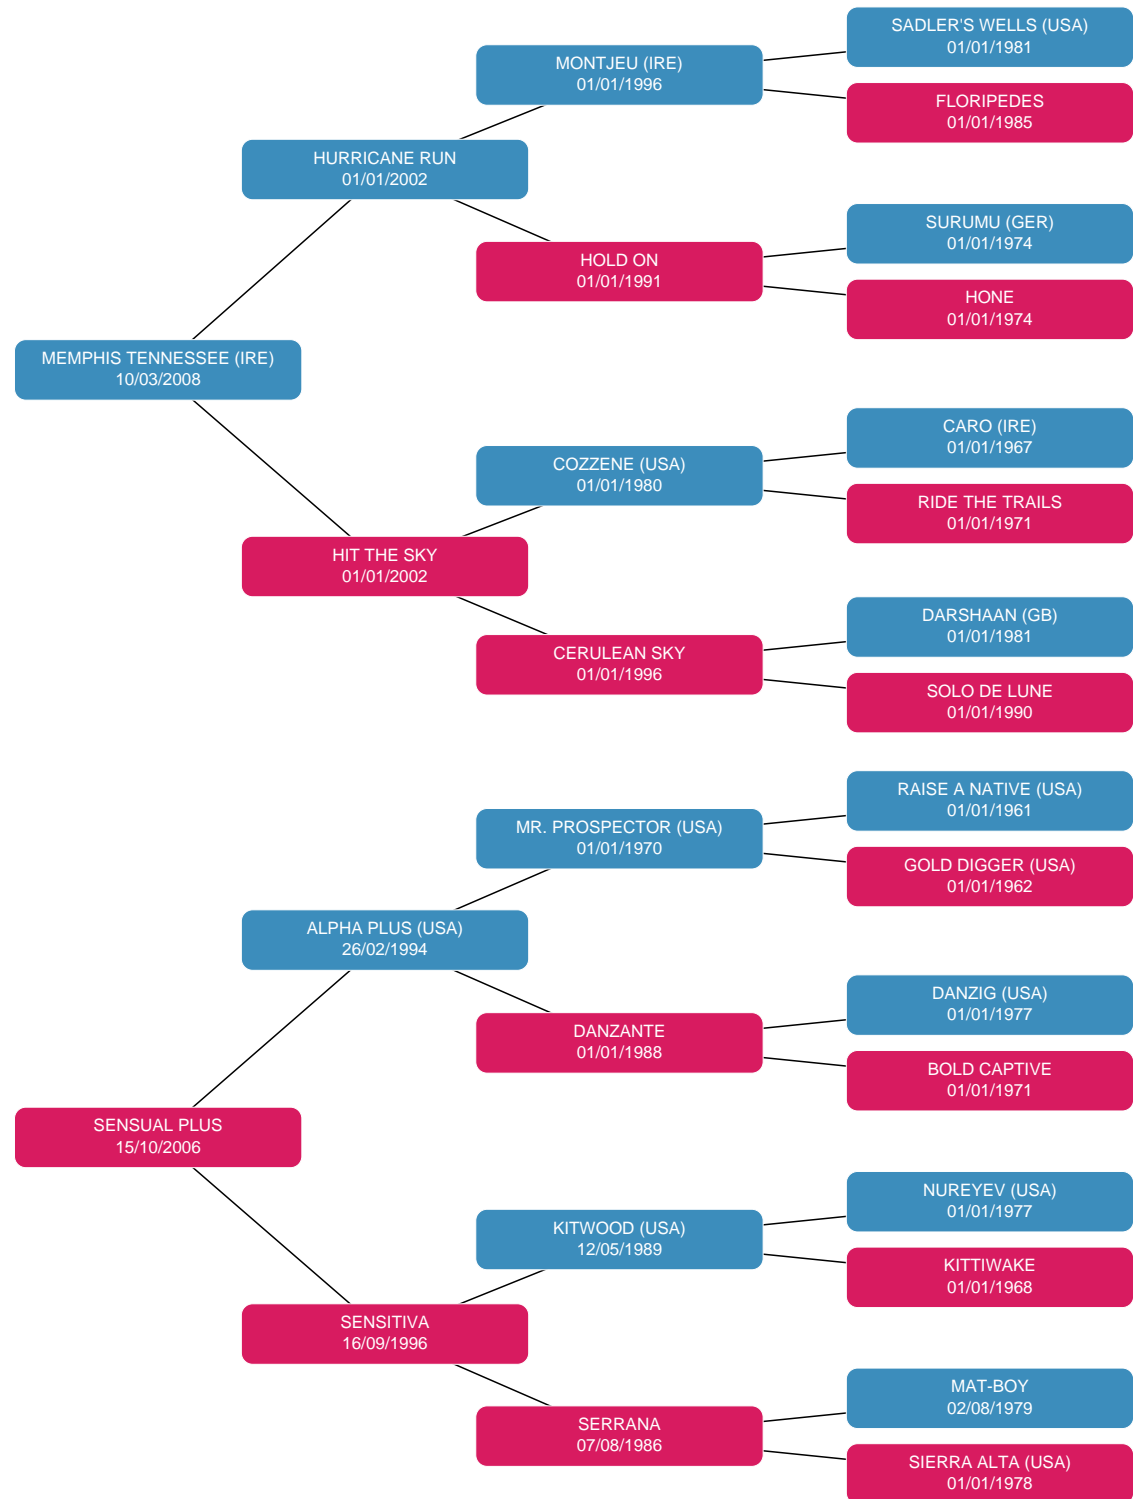 SADLER'S WELLS (USA)
01/01/1981
MONTJEU (IRE)
01/01/1996
FLORIPEDES
01/01/1985
HURRICANE RUN
01/01/2002
SURUMU (GER)
01/01/1974
HOLD ON
01/01/1991
HONE
01/01/1974
MEMPHIS TENNESSEE (IRE)
10/03/2008
CARO (IRE)
01/01/1967
COZZENE (USA)
01/01/1980
RIDE THE TRAILS
01/01/1971
HIT THE SKY
01/01/2002
DARSHAAN (GB)
01/01/1981
CERULEAN SKY
01/01/1996
SOLO DE LUNE
01/01/1990
RAISE A NATIVE (USA)
01/01/1961
MR. PROSPECTOR (USA)
01/01/1970
GOLD DIGGER (USA)
01/01/1962
ALPHA PLUS (USA)
26/02/1994
DANZIG (USA)
01/01/1977
DANZANTE
01/01/1988
BOLD CAPTIVE
01/01/1971
SENSUAL PLUS
15/10/2006
NUREYEV (USA)
01/01/1977
KITWOOD (USA)
12/05/1989
KITTIWAKE
01/01/1968
SENSITIVA
16/09/1996
MAT-BOY
02/08/1979
SERRANA
07/08/1986
SIERRA ALTA (USA)
01/01/1978